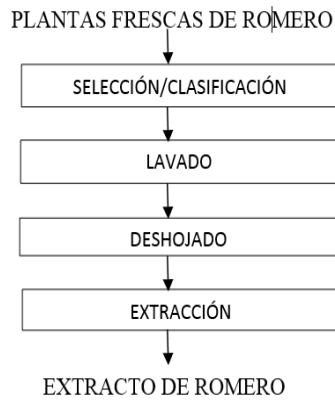 PLANTAS FRESCAS DE ROMERO
SELECCIÓN/CLASIFICACIÓN
LAVADO
DESHOJADO
EXTRACCIÓN
EXTRACTO DE ROMERO